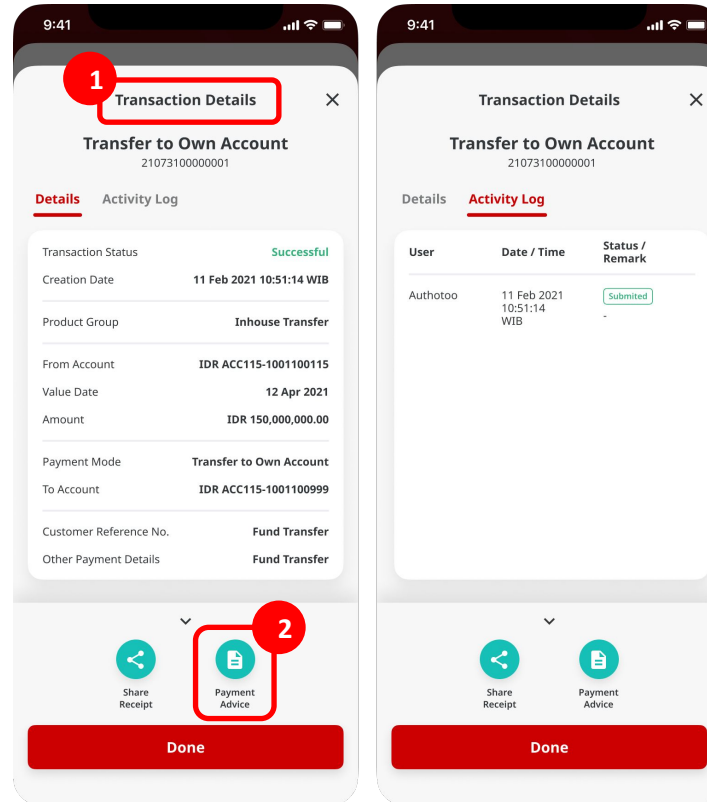 9:41
1
Transaction Details
Transfer to Own Account
21073100000001
Details Activity Log
Transaction Status Successful
Creation Date 11 Feb 2021 10:51:14 WIB
Product Group Inhouse Transfer
From Account IDR ACC115-1001100115
Value Date 12 Apr 2021
Amount IDR 150,000,000.00
Payment Mode Transfer to Own Account
To Account IDR ACC115-1001100999
Customer Reference No. Fund Transfer
Other Payment Details Fund Transfer
2
Share
Receipt
Payment
Advice
Done
9:41
Transaction Details
Transfer to Own Account
21073100000001
Details Activity Log
User Date / Time Status /
Remark
Authotoo 11 Feb 2021
10:51:14
WIB
Submited
-
Share
Receipt
Payment
Advice
Done